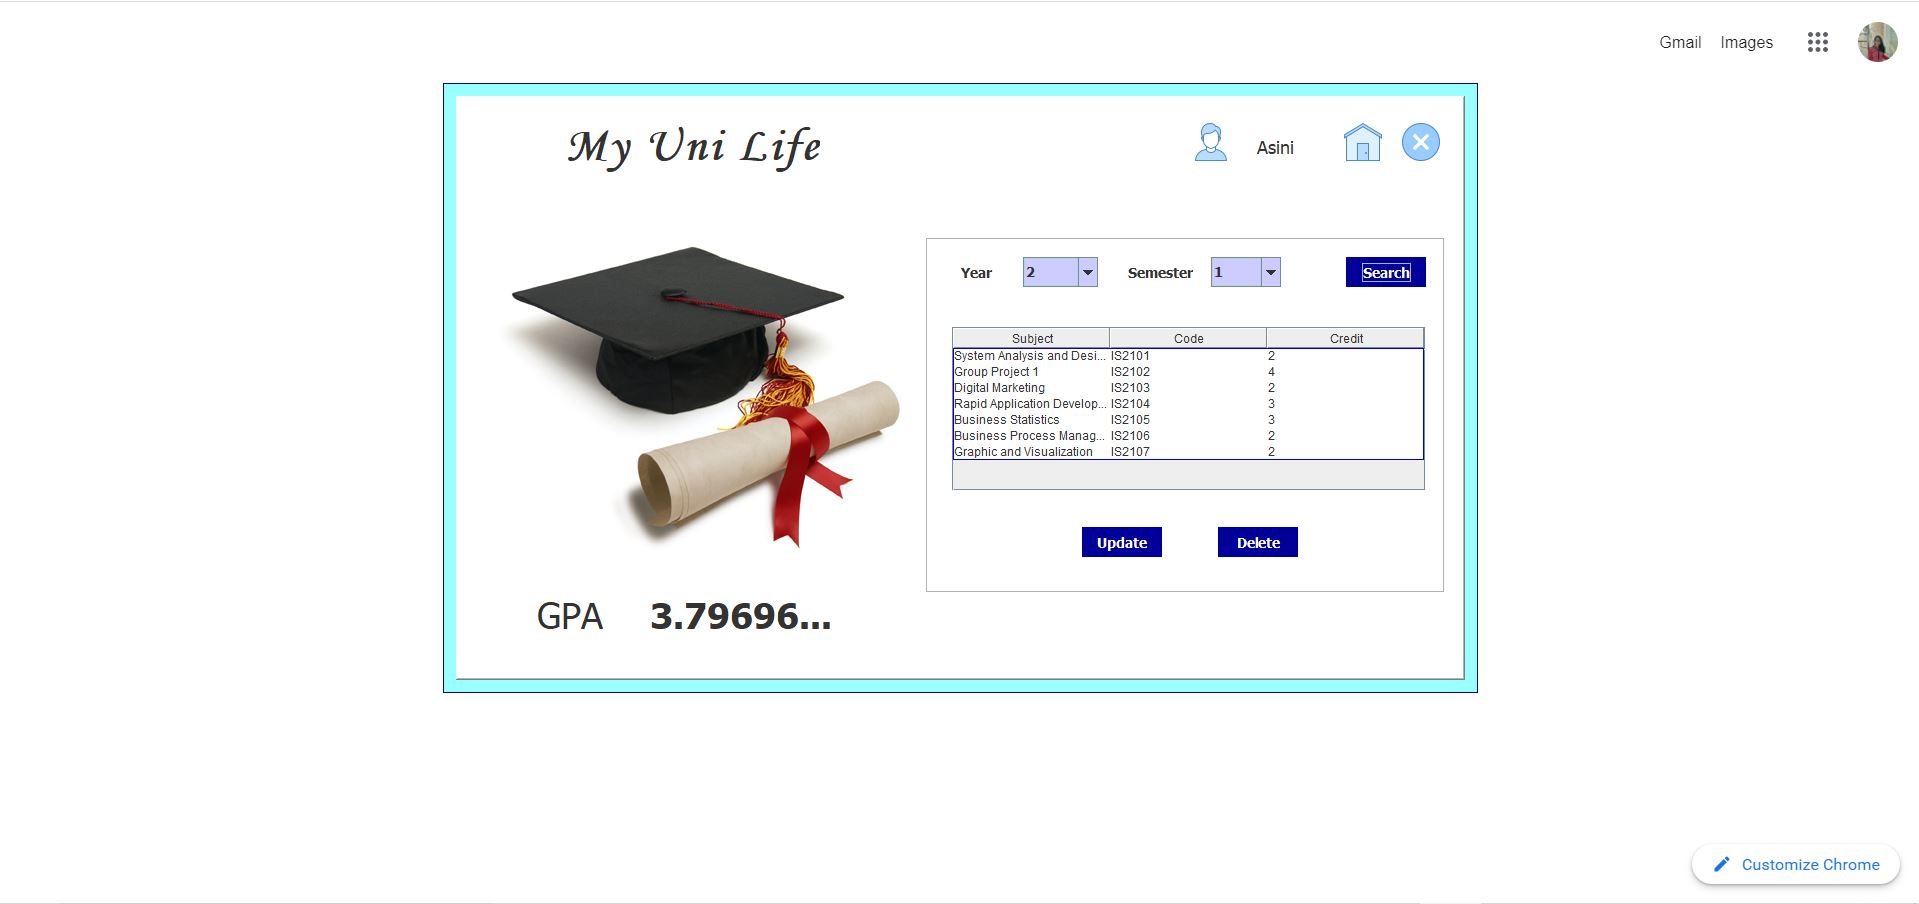 Gmail Images
My Uni Life
Asini
Year 2 Semester 1 Search
Subject Code Credit
System Analysis and Desi... IS2101 2
Group Project 1 IS2102 4
Digital Marketing IS2103 2
Rapid Application Develop... IS2104 3
Business Statistics IS2105 3
Business Process Manag... IS2106 2
Graphic and Visualization IS2107 2
Update Delete
GPA 3.79696...
Customize Chrome